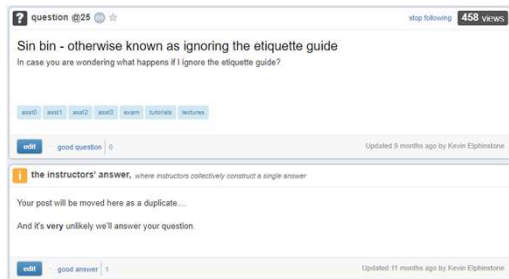 ? question @25
stop following 458 views
Sin bin - otherwise known as ignoring the etiquette guide
In case you are wondering what happens if I ignore the etiquette guide?
asst0 asst1 asst2 asst3 exam tutorials lectures
edit good question 0
Updated 9 months ago by Kevin Elphinstone
i the instructors' answer, where instructors collectively construct a single answer
Your post will be moved here as a duplicate....
And it's very unlikely we'll answer your question.
edit good answer 1
Updated 11 months ago by Kevin Elphinstone